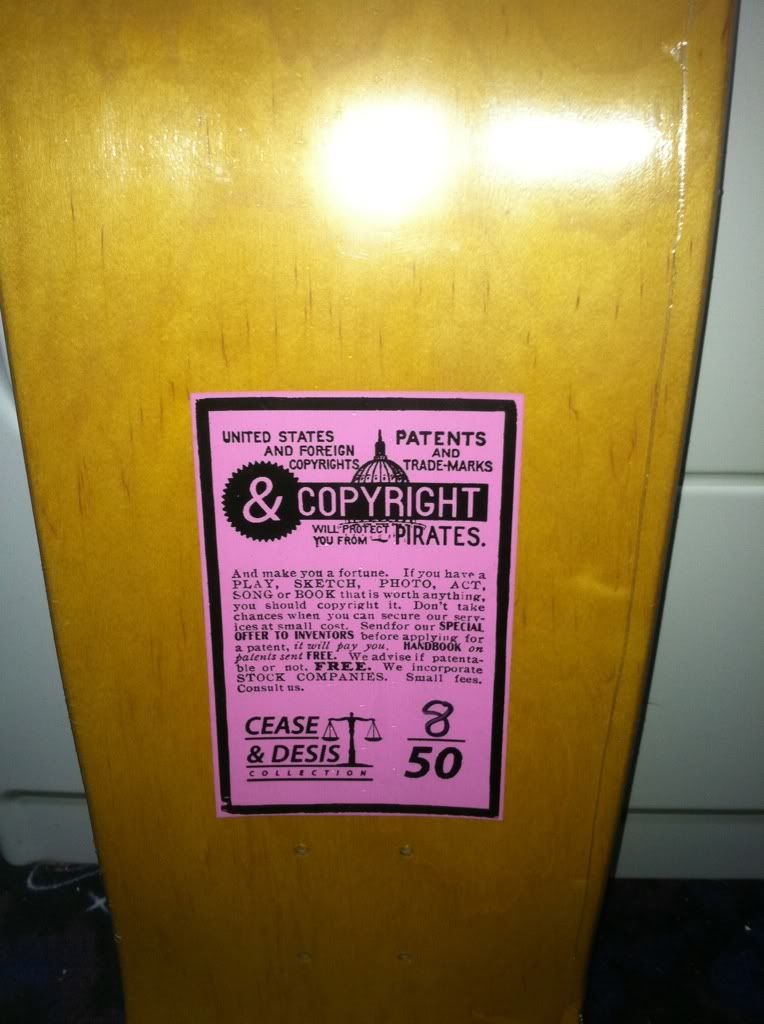 UNITED STATES PATENTS
AND FOREIGN AND
COPYRIGHTS TRADE-MARKS
& COPYRIGHT
WILL PROTECT
YOU FROM PIRATES.
And make you a fortune. If you have a
PLAY, SKETCH, PHOTO, ACT,
SONG or BOOK that is worth anything,
you should copyright it. Don't take
chances when you can secure our serv-
ices at small cost. Send for our SPECIAL
OFFER TO INVENTORS before applying for
a patent, it will pay you. HANDBOOK on
patents sent FREE. We advise if patenta-
ble or not. FREE. We incorporate
STOCK COMPANIES. Small fees.
Consult us.
CEASE
& DESIST
COLLECTION
8
50